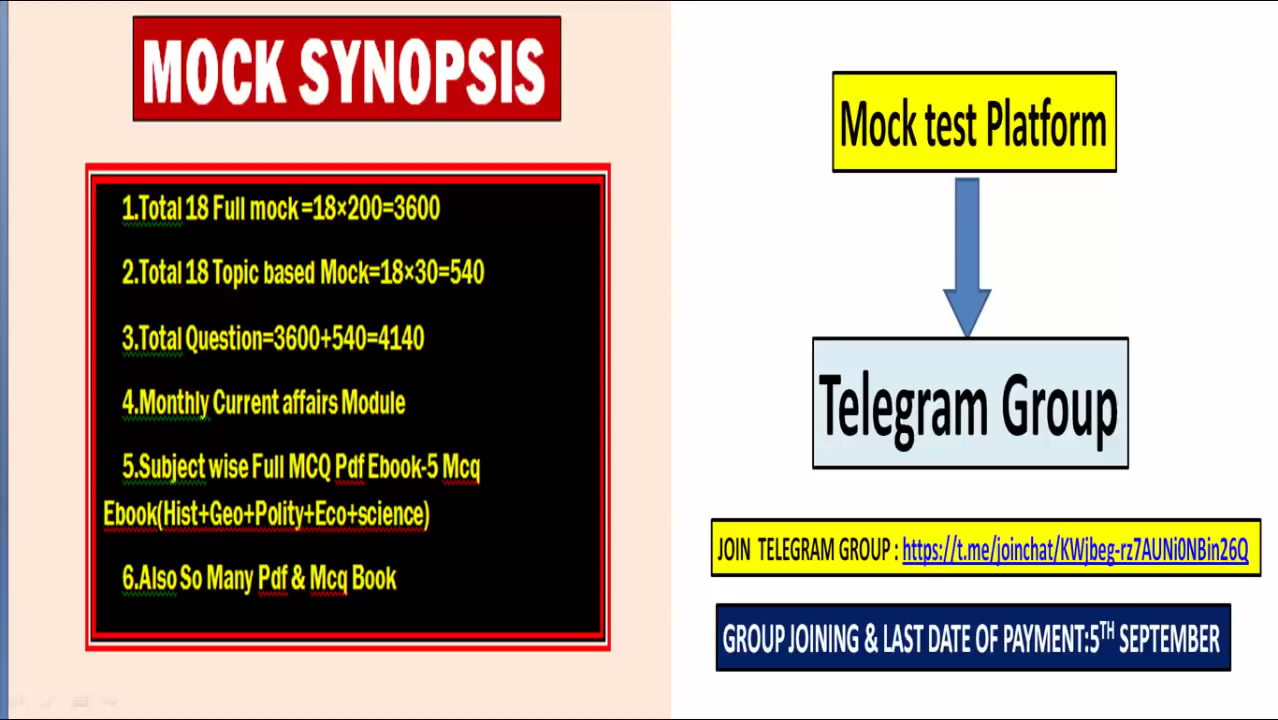 MOCK SYNOPSIS
1.Total 18 Full mock =18×200=3600
2.Total 18 Topic based Mock=18×30=540
3.Total Question=3600+540=4140
4.Monthly Current affairs Module
5.Subject wise Full MCQ Pdf Ebook-5 Mcq
Ebook(Hist+Geo+Polity+Eco+science)
6.Also So Many Pdf & Mcq Book
Mock test Platform
Telegram Group
JOIN TELEGRAM GROUP : https://t.me/joinchat/KWjbeg-rz7AUNi0NBin26Q
GROUP JOINING & LAST DATE OF PAYMENT:5TH SEPTEMBER